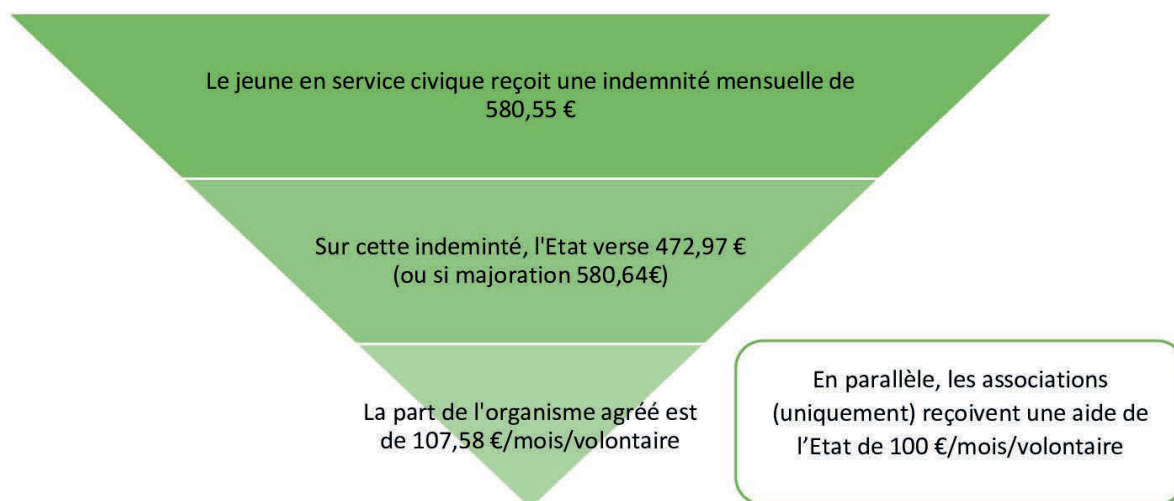 Le jeune en service civique reçoit une indemnité mensuelle de
580,55 €
Sur cette indeminté, l'Etat verse 472,97 €
(ou si majoration 580,64€)
La part de l'organisme agréé est
de 107,58 €/mois/volontaire
En parallèle, les associations
(uniquement) reçoivent une aide de
l’Etat de 100 €/mois/volontaire